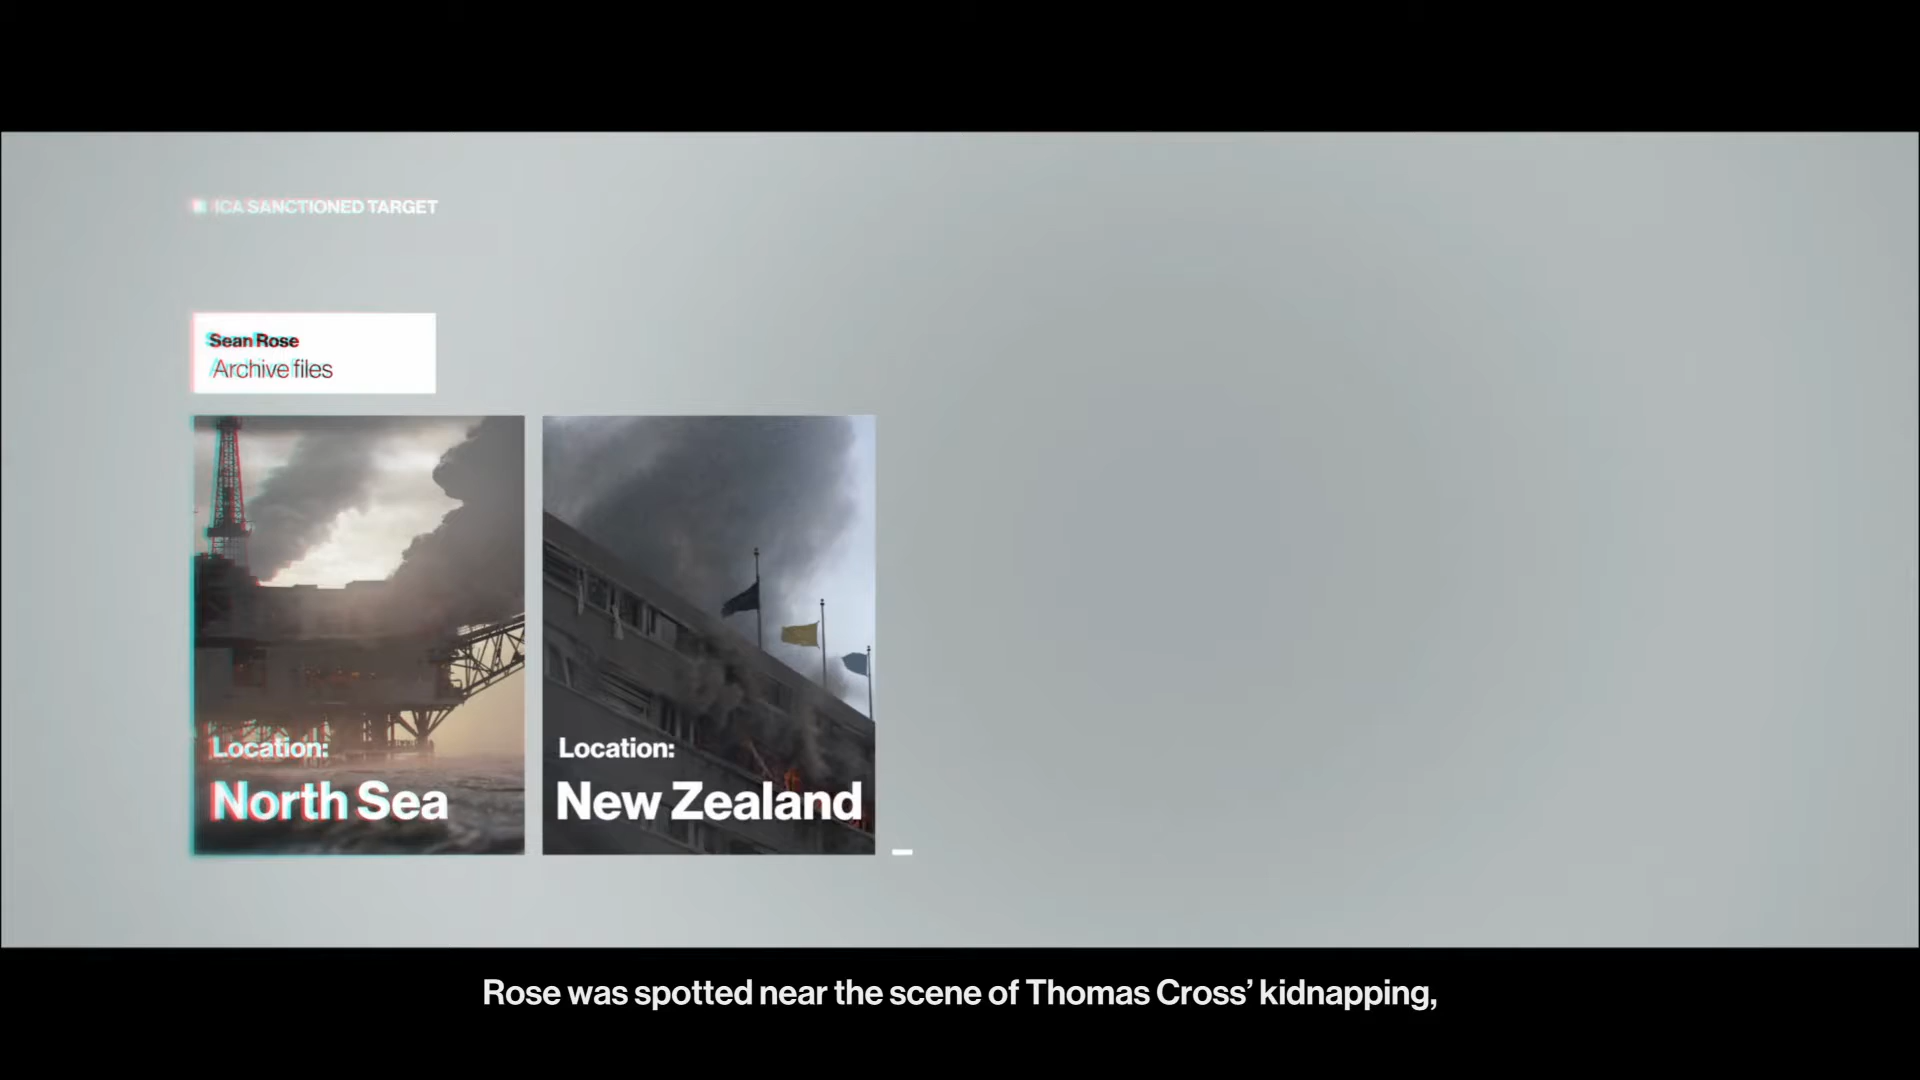 ICA SANCTIONED TARGET
Sean Rose
Archive files
Location:
North Sea
Location:
New Zealand
Rose was spotted near the scene of Thomas Cross’ kidnapping,